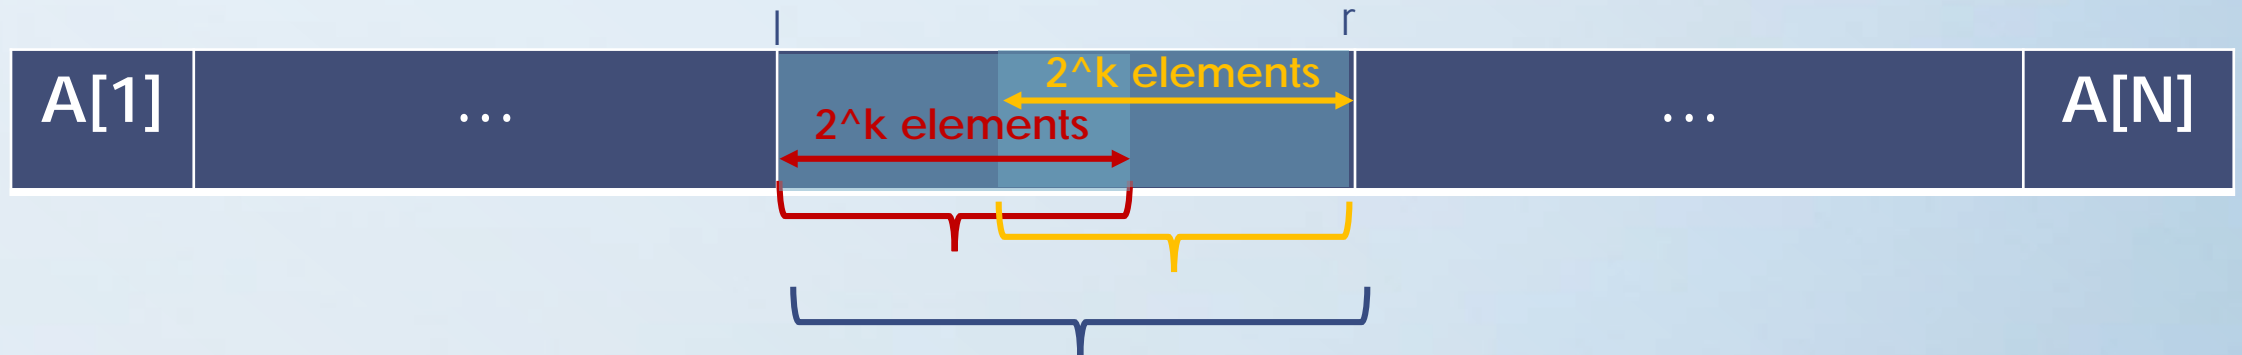 l r
A[1] … 2^k elements … A[N]
2^k elements